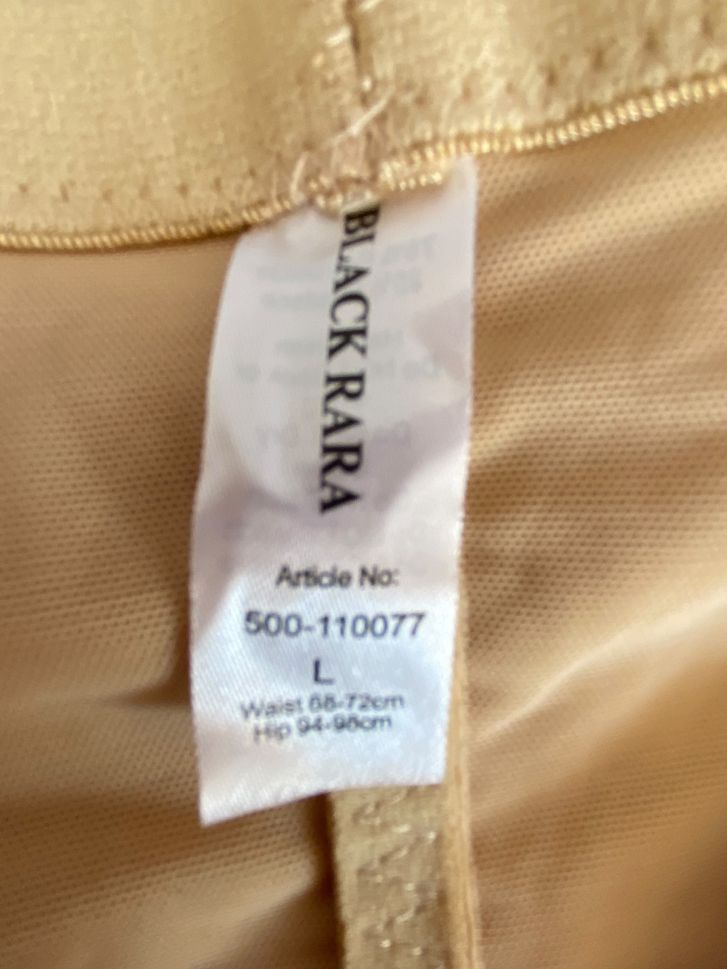 BLACK RARA
Article No:
500-110077
L
Waist 68-72cm
Hip 94-98cm